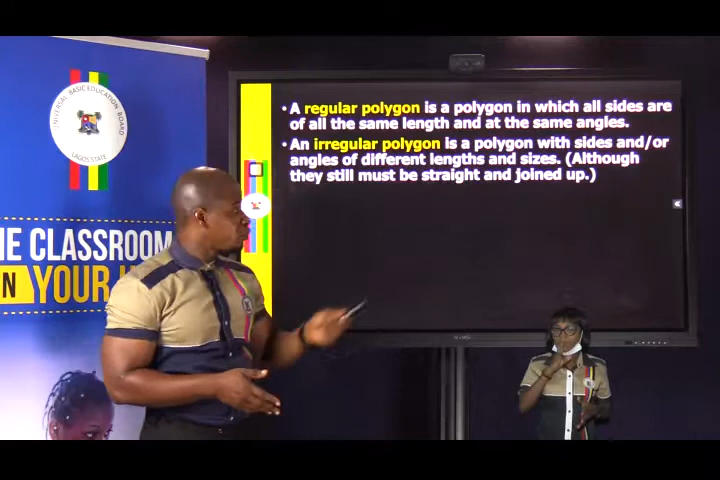 UNIVERSAL BASIC EDUCATION BOARD
LAGOS STATE
HE CLASSROOM
N YOUR H
• A regular polygon is a polygon in which all sides are
of all the same length and at the same angles.
• An irregular polygon is a polygon with sides and/or
angles of different lengths and sizes. (Although
they still must be straight and joined up.)